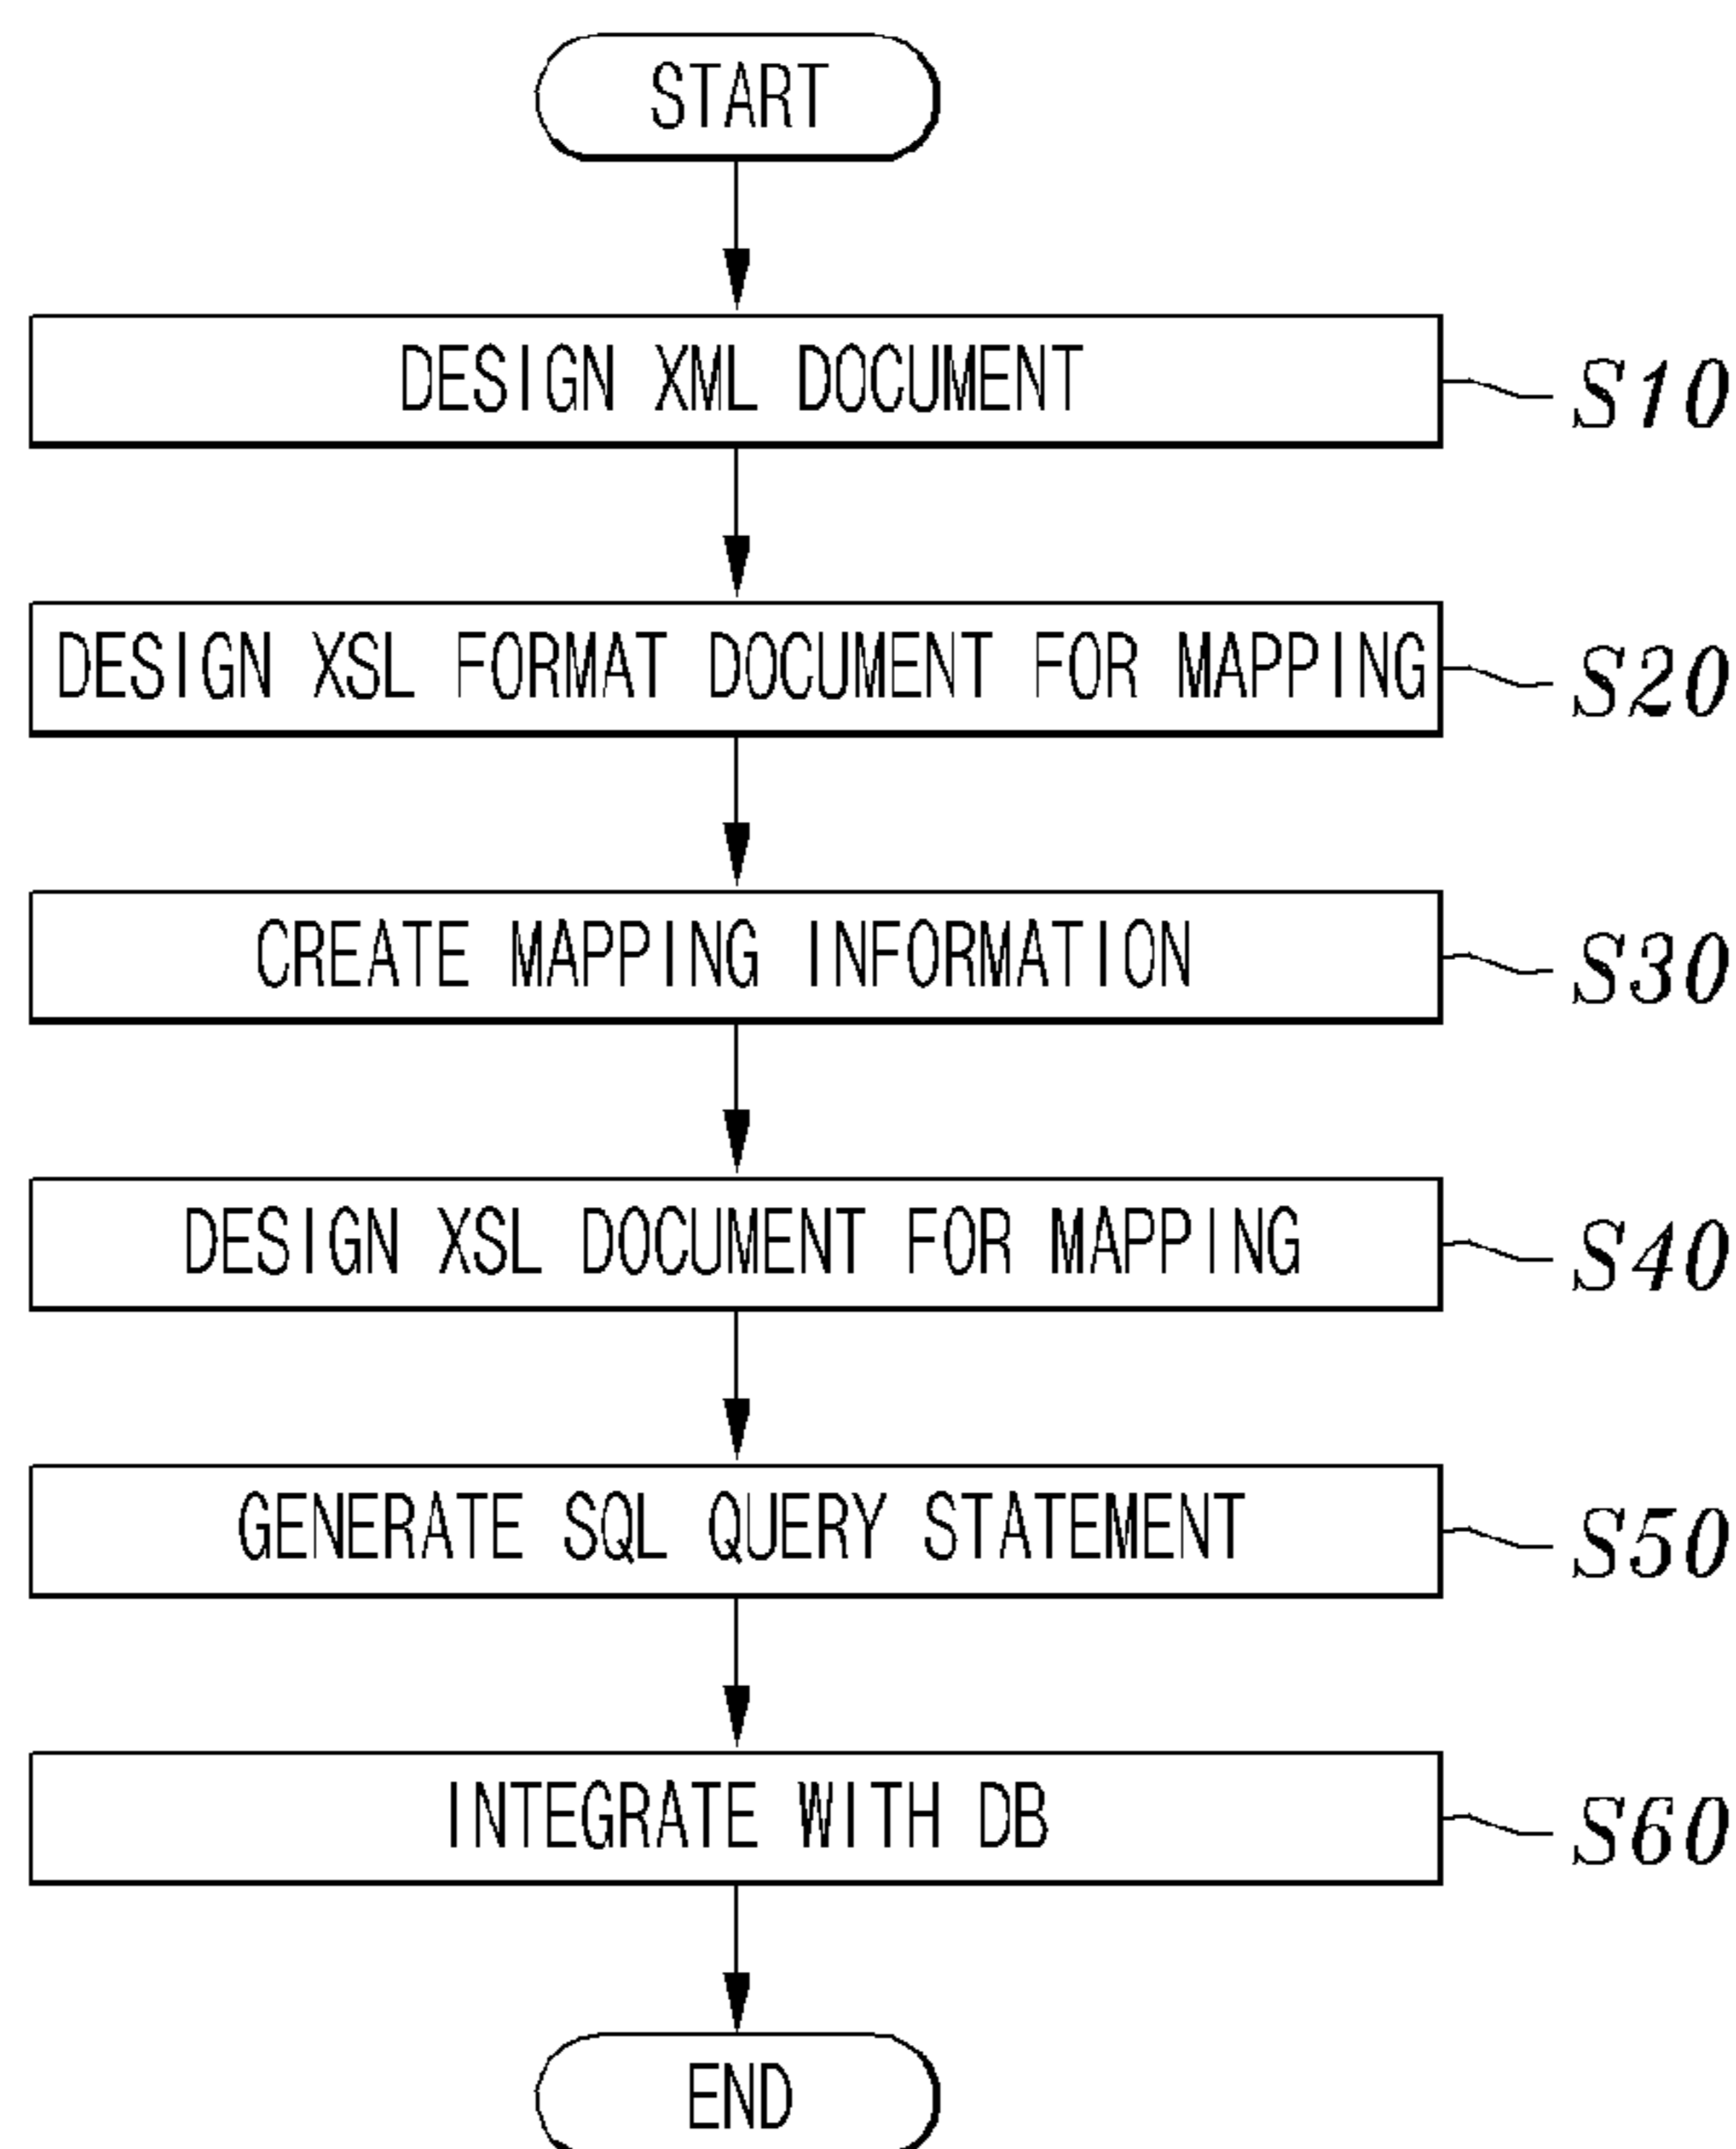 START
DESIGN XML DOCUMENT
S10
DESIGN XSL FORMAT DOCUMENT FOR MAPPING
S20
CREATE MAPPING INFORMATION
S30
DESIGN XSL DOCUMENT FOR MAPPING
S40
GENERATE SQL QUERY STATEMENT
S50
INTEGRATE WITH DB
S60
END